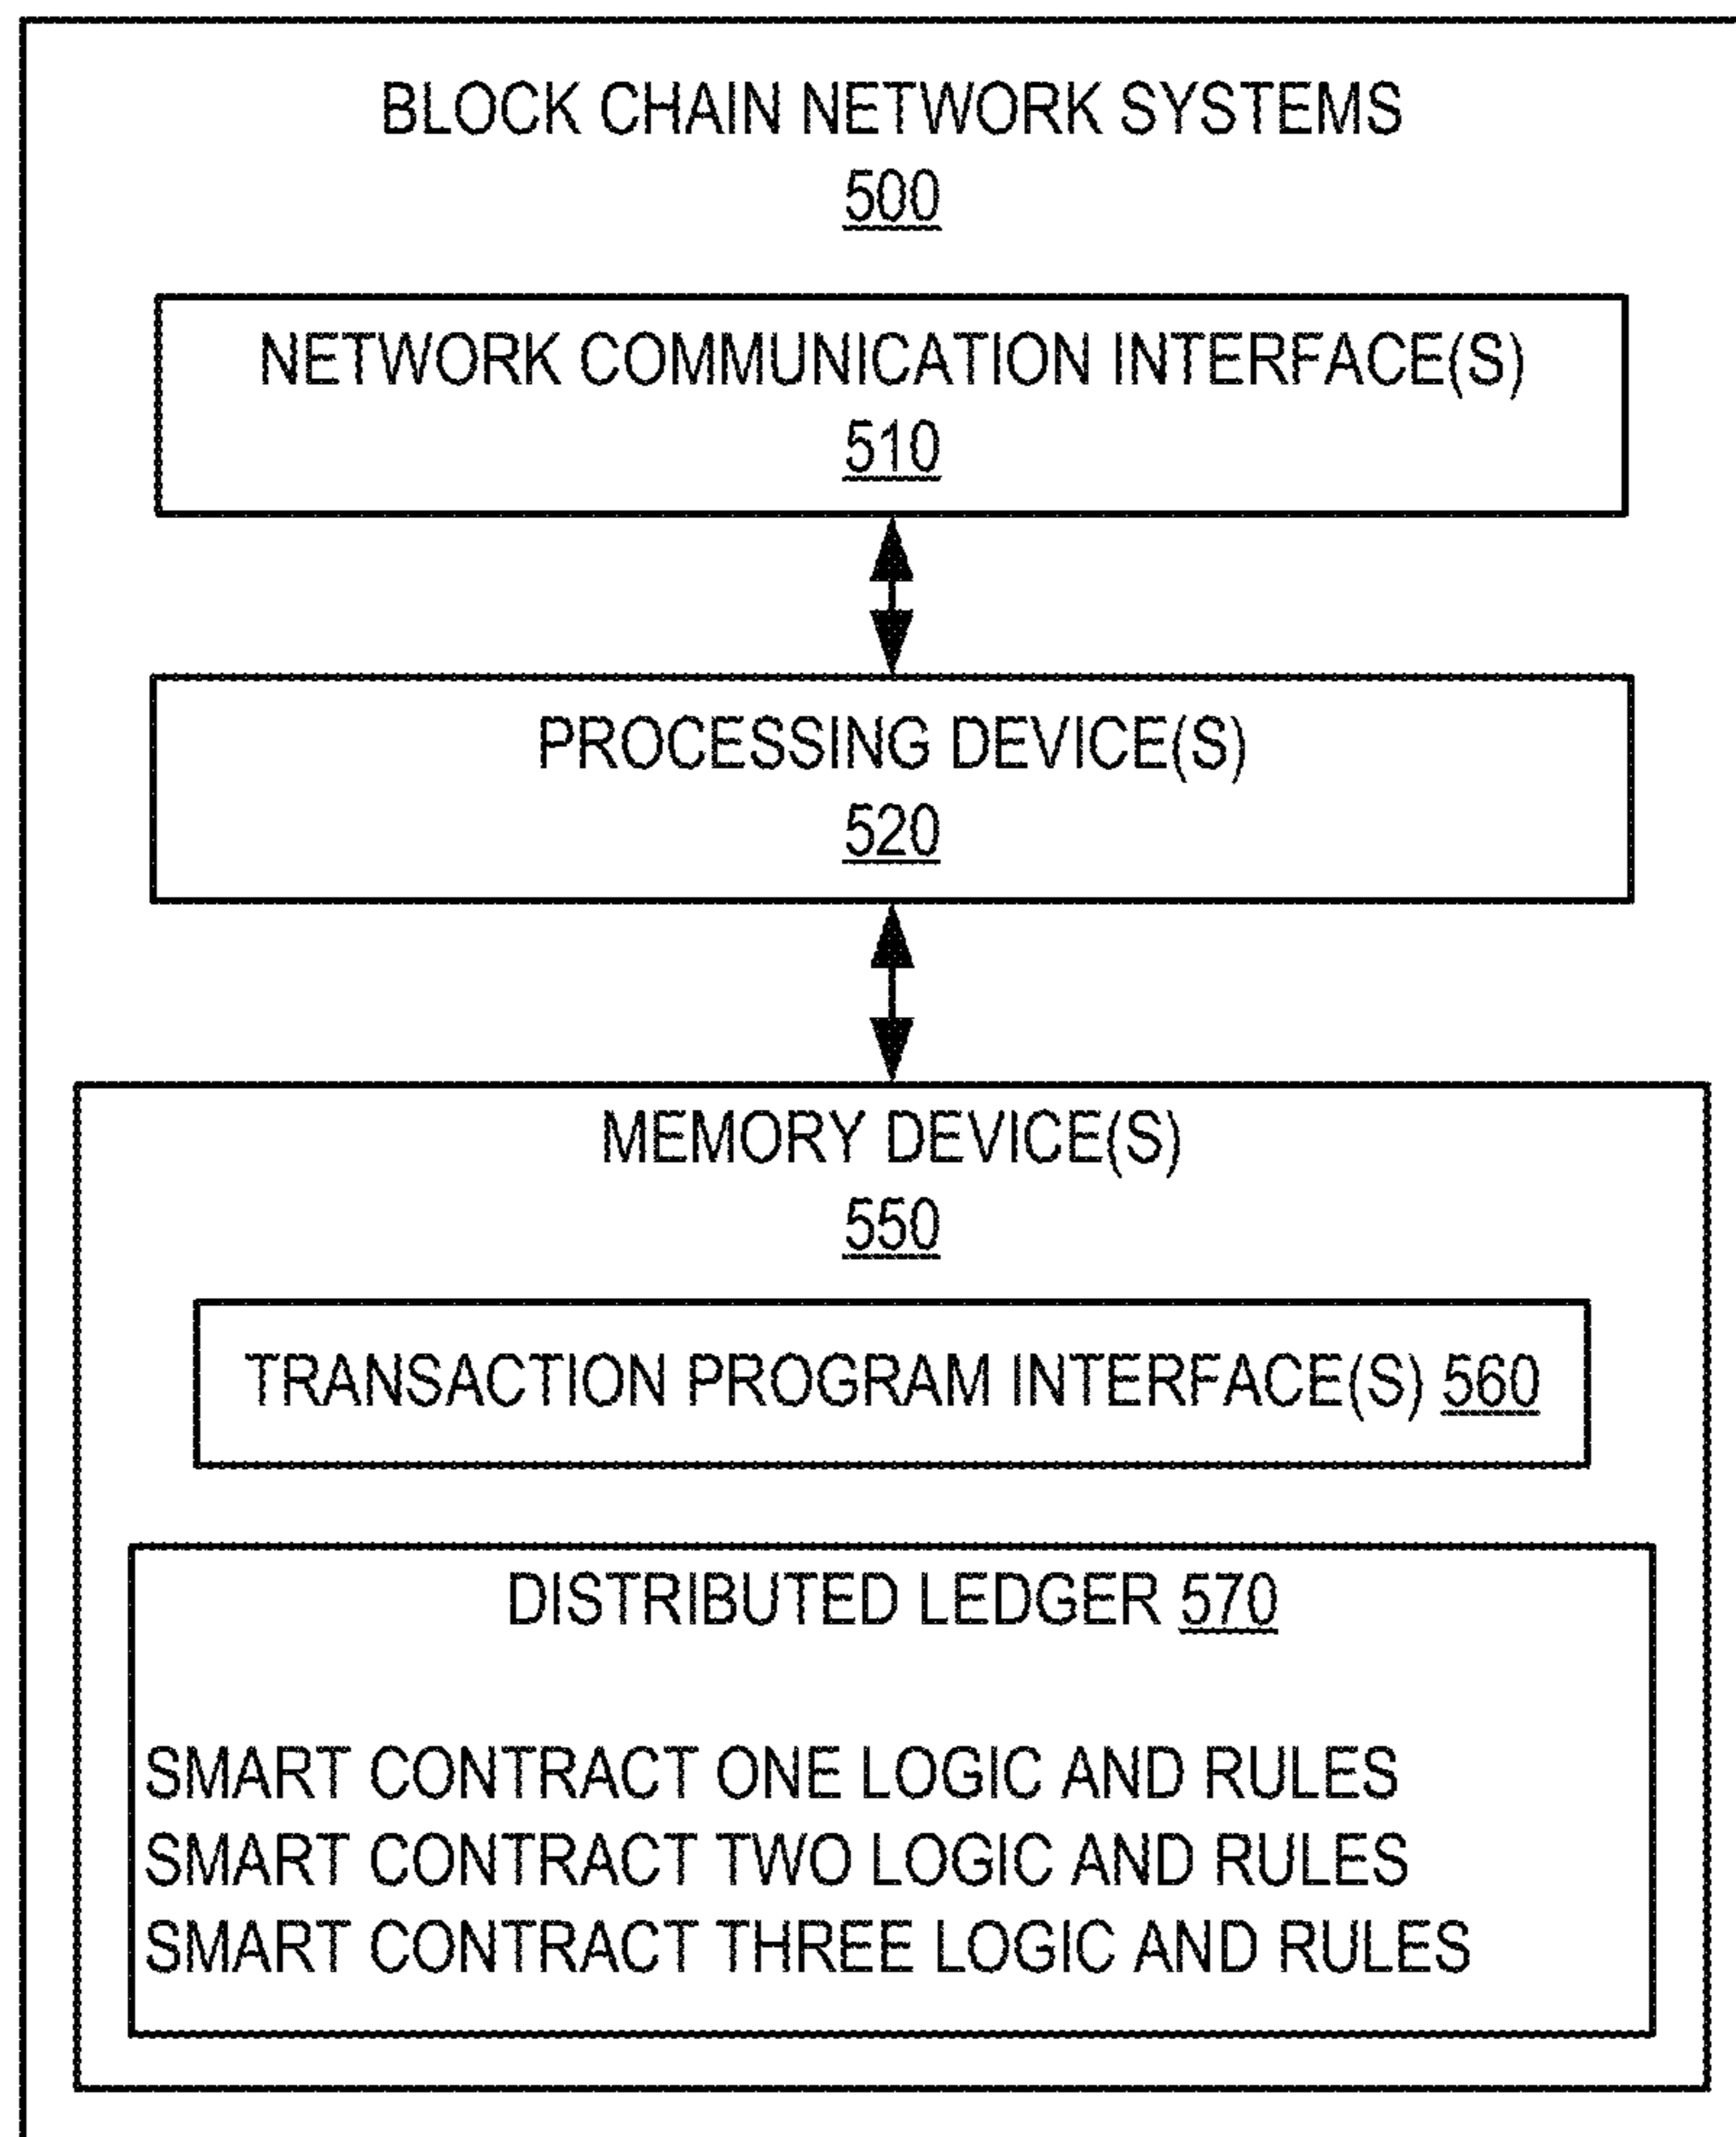 BLOCK CHAIN NETWORK SYSTEMS
500
NETWORK COMMUNICATION INTERFACE(S)
510
PROCESSING DEVICE(S)
520
MEMORY DEVICE(S)
550
TRANSACTION PROGRAM INTERFACE(S) 560
DISTRIBUTED LEDGER 570
SMART CONTRACT ONE LOGIC AND RULES
SMART CONTRACT TWO LOGIC AND RULES
SMART CONTRACT THREE LOGIC AND RULES